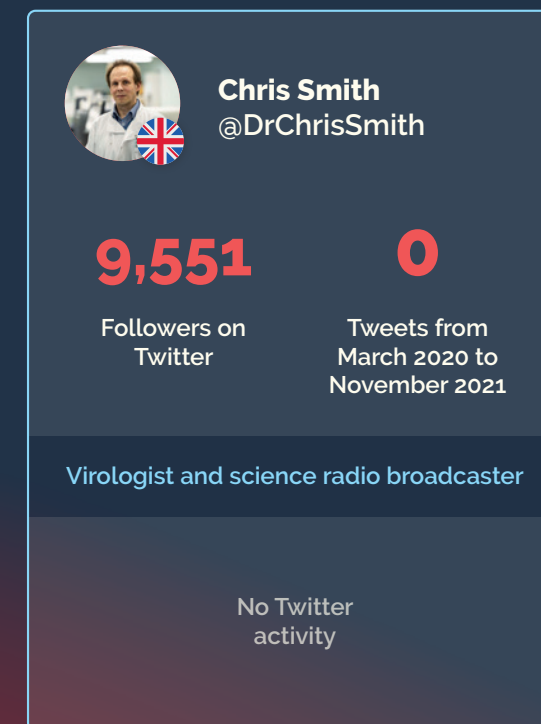 Chris Smith
@DrChrisSmith
9,551
Followers on
Twitter
0
Tweets from
March 2020 to
November 2021
Virologist and science radio broadcaster
No Twitter
activity